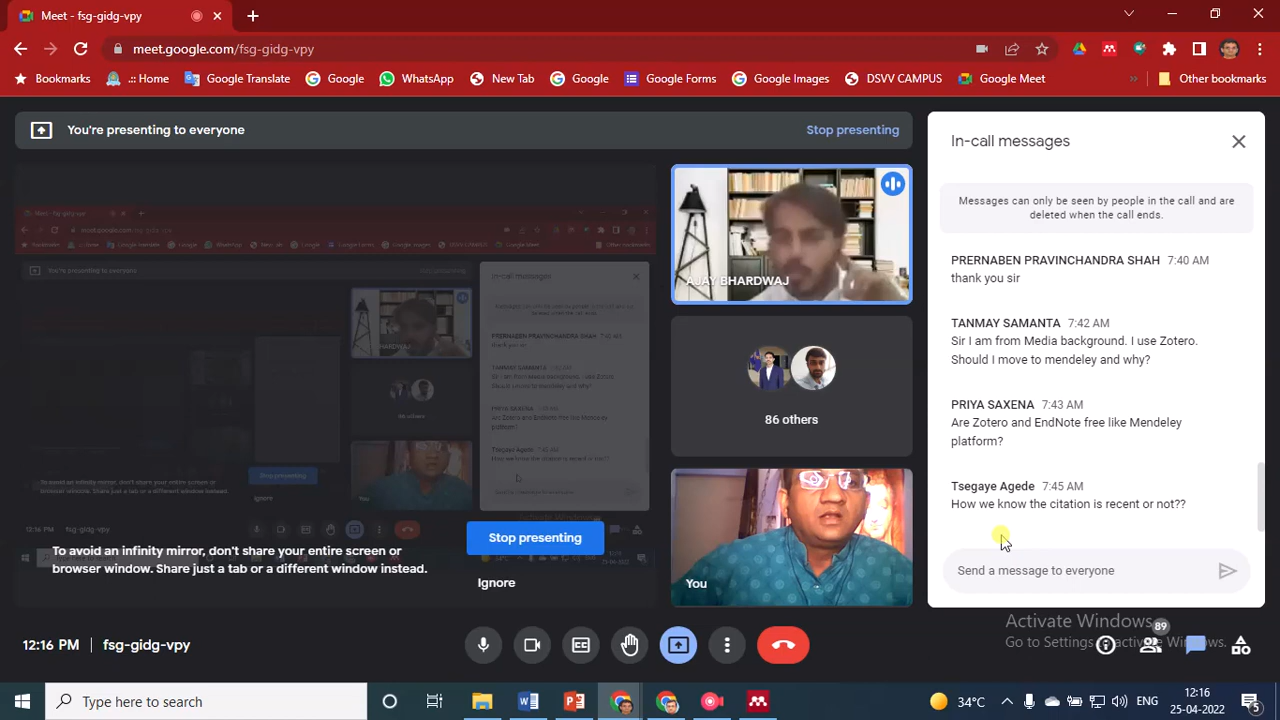 Meet - fsg-gidg-vpy
meet.google.com/fsg-gidg-vpy
Bookmarks .:: Home Google Translate Google WhatsApp New Tab Google Google Forms Google Images DSVV CAMPUS Google Meet » Other bookmarks
You're presenting to everyone
Stop presenting
In-call messages
Messages can only be seen by people in the call and are
deleted when the call ends.
PRERNABEN PRAVINCHANDRA SHAH 7:40 AM
thank you sir
TANMAY SAMANTA 7:42 AM
Sir I am from Media background. I use Zotero.
Should I move to mendeley and why?
PRIYA SAXENA 7:43 AM
Are Zotero and EndNote free like Mendeley
platform?
Tsegaye Agede 7:45 AM
How we know the citation is recent or not??
Send a message to everyone
AJAY BHARDWAJ
86 others
You
To avoid an infinity mirror, don't share your entire screen or
browser window. Share just a tab or a different window instead.
Stop presenting
Ignore
12:16 PM | fsg-gidg-vpy
89
Activate Windows
Go to Settings to activate Windows.
Type here to search
34°C
ENG
12:16
25-04-2022
5